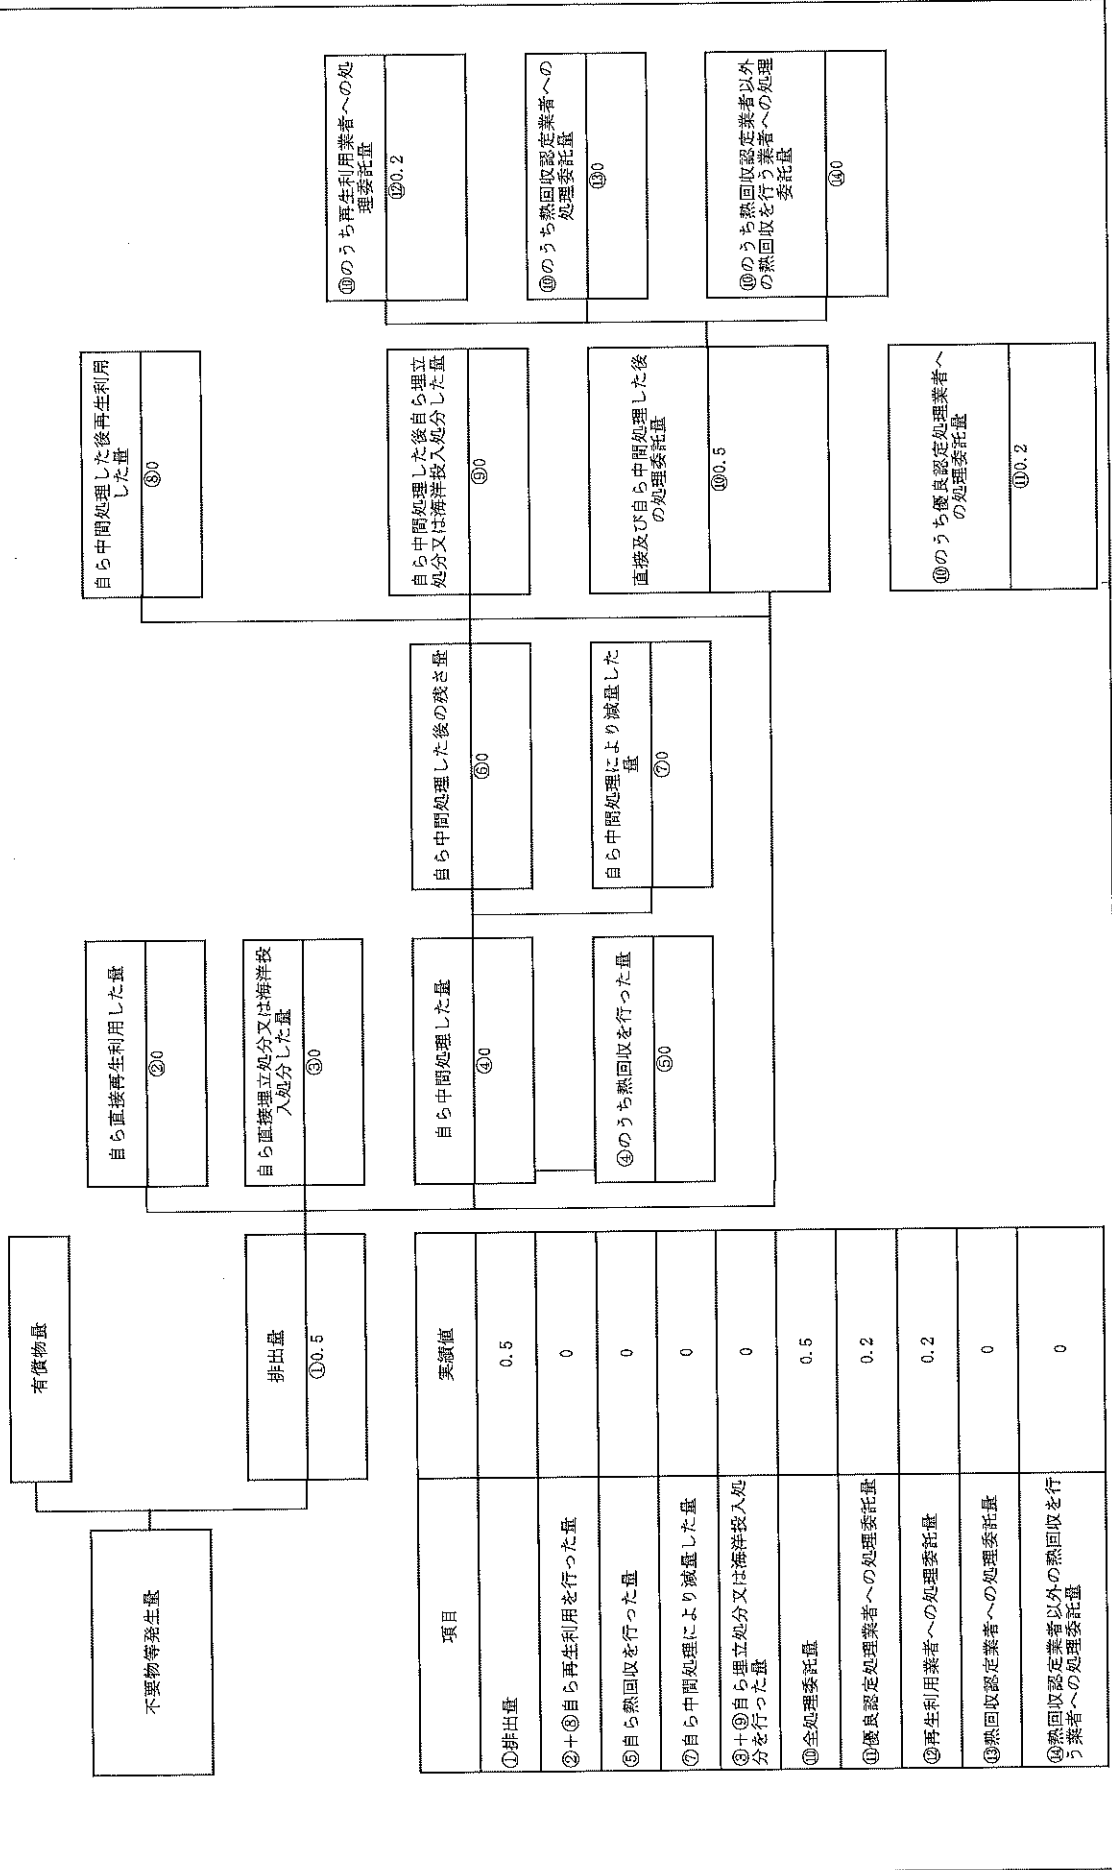 有償物量
不要物等発生量
排出量
①0.5
自ら直接再生利用した量
②0
自ら直接埋立処分又は海洋投
入処分した量
③0
自ら中間処理した量
④0
④のうち熱回収を行った量
⑤0
自ら中間処理した後の残さ量
⑥0
自ら中間処理により減量した
量
⑦0
自ら中間処理した後再生利用
した量
⑧0
自ら中間処理した後自ら埋立
処分又は海洋投入処分した量
⑨0
直接及び自ら中間処理した後
の処理委託量
⑩0.5
⑩のうち優良認定処理業者へ
の処理委託量
⑪0.2
⑩のうち再生利用業者への処
理委託量
⑫0.2
⑩のうち熱回収認定業者への
処理委託量
⑬0
⑩のうち熱回収認定業者以外
の熱回収を行う業者への処理
委託量
⑭0
項目
実績値
①排出量
0.5
②+⑧自ら再生利用を行った量
0
⑤自ら熱回収を行った量
0
⑦自ら中間処理により減量した量
0
③+⑨自ら埋立処分又は海洋投入処
分を行った量
0
⑩全処理委託量
0.5
⑪優良認定処理業者への処理委託量
0.2
⑫再生利用業者への処理委託量
0.2
⑬熱回収認定業者への処理委託量
0
⑭熱回収認定業者以外の熱回収を行
う業者への処理委託量
0